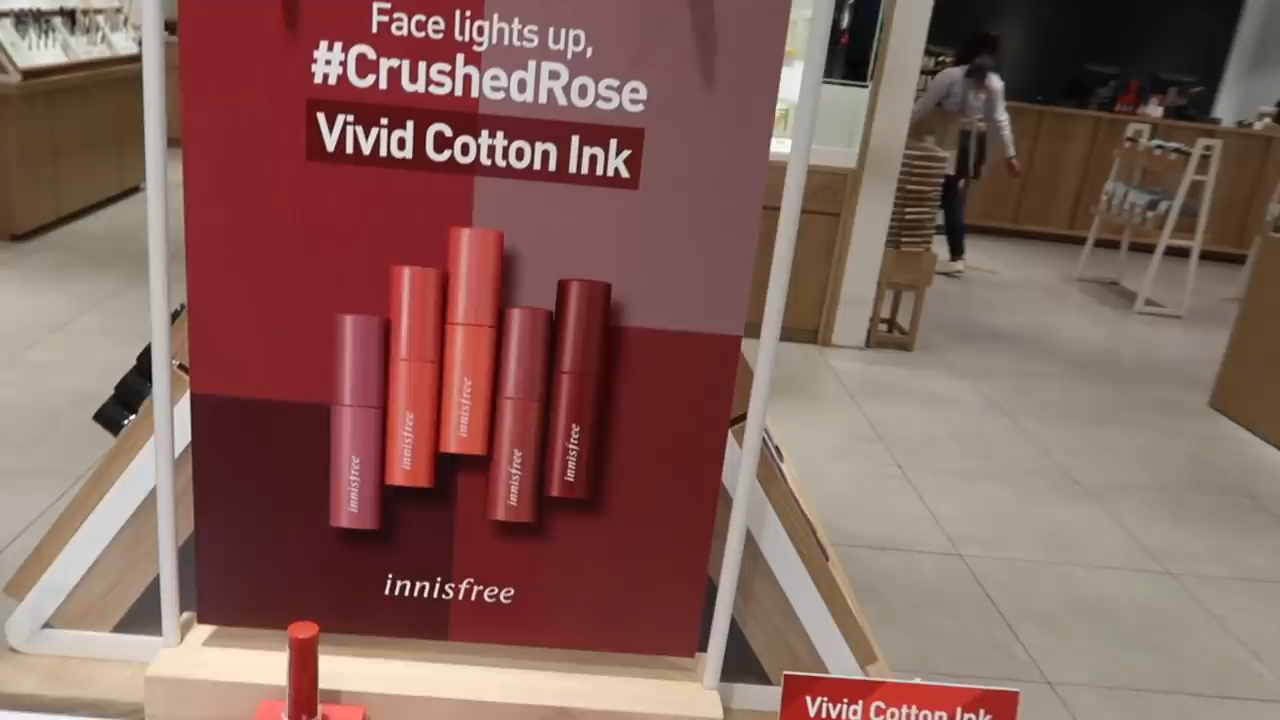 Face lights up,
#CrushedRose
Vivid Cotton Ink
innisfree
innisfree
innisfree
innisfree
innisfree
innisfree
Vivid Cotton Ink